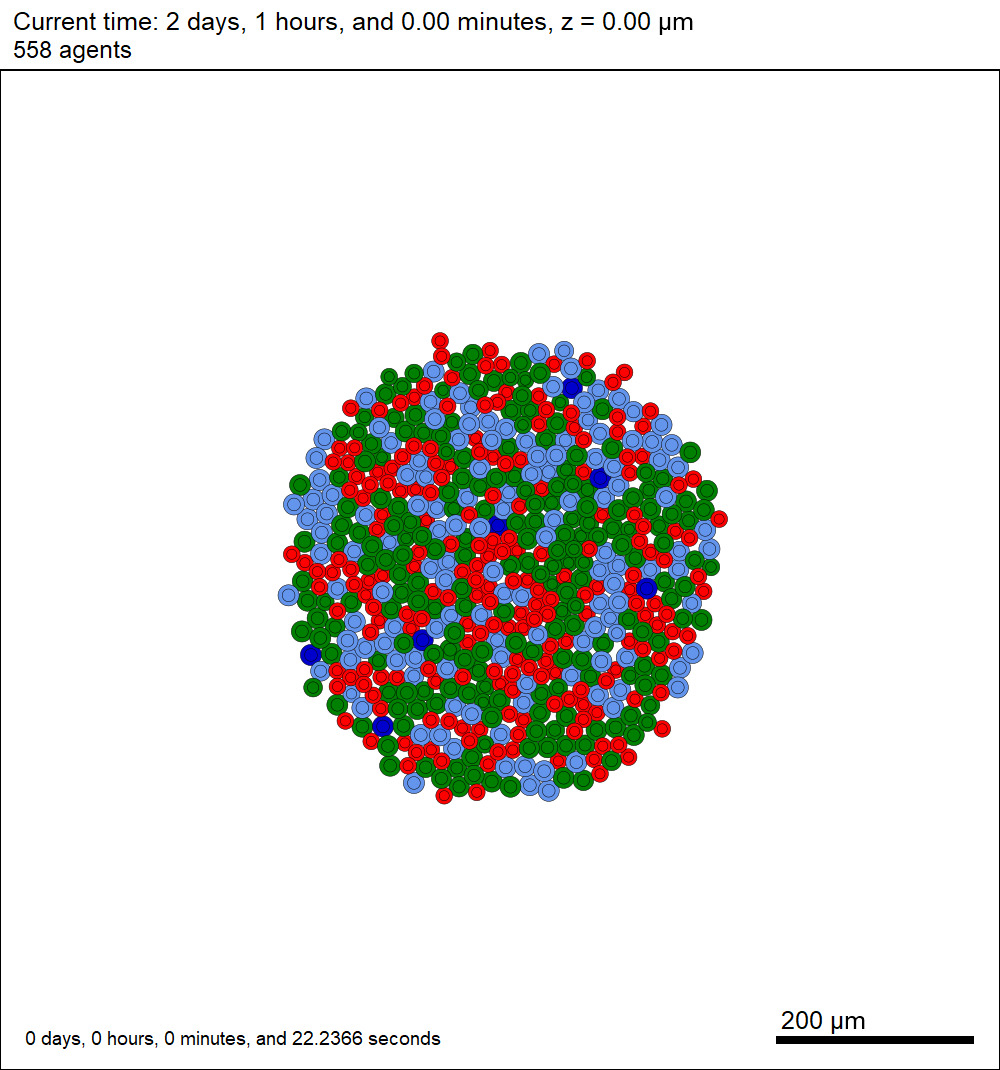 Current time: 2 days, 1 hours, and 0.00 minutes, z = 0.00 µm
558 agents
200 µm
0 days, 0 hours, 0 minutes, and 22.2366 seconds